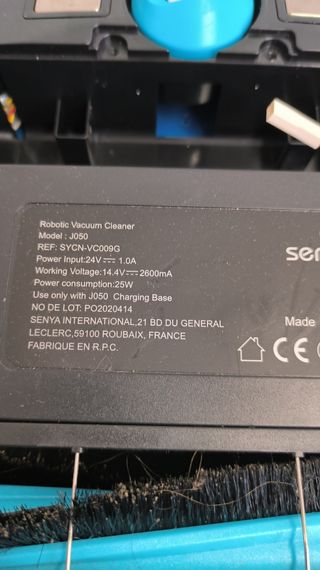 Robotic Vacuum Cleaner
Model : J050
REF: SYCN-VC009G
Power Input:24V⎓1.0A
Working Voltage:14.4V⎓2600mA
Power consumption:25W
Use only with J050 Charging Base
NO DE LOT: PO2020414
SENYA INTERNATIONAL,21 BD DU GENERAL
LECLERC,59100 ROUBAIX, FRANCE
FABRIQUE EN R.P.C.
Made
CE